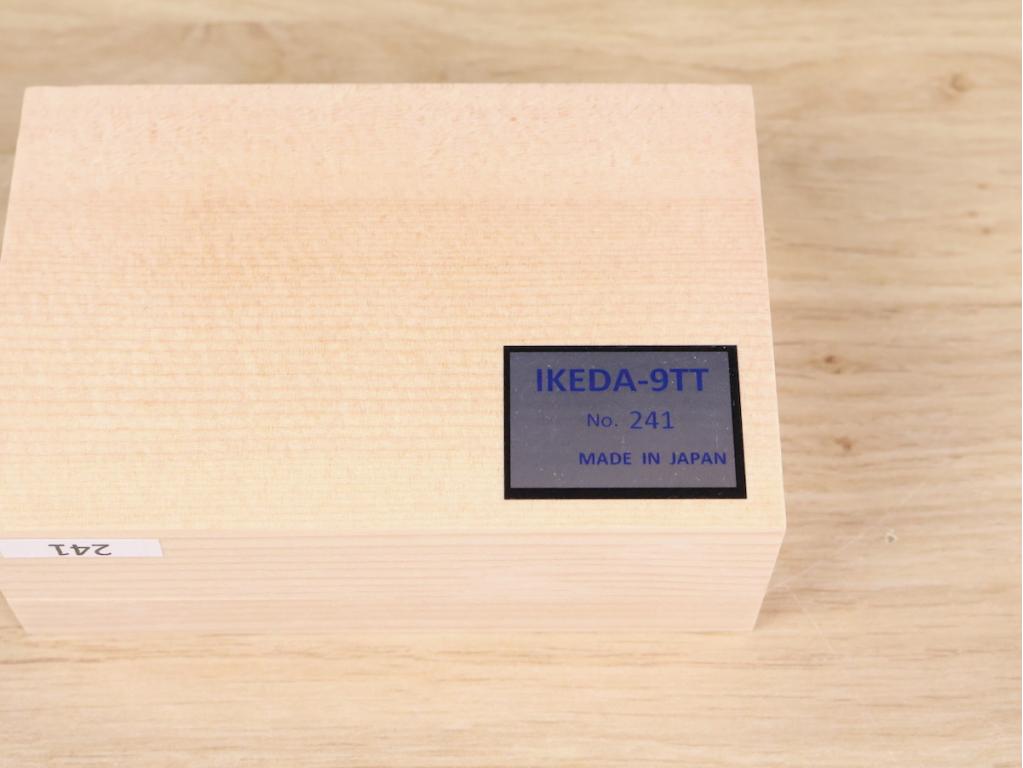 IKEDA-9TT
No. 241
MADE IN JAPAN
241